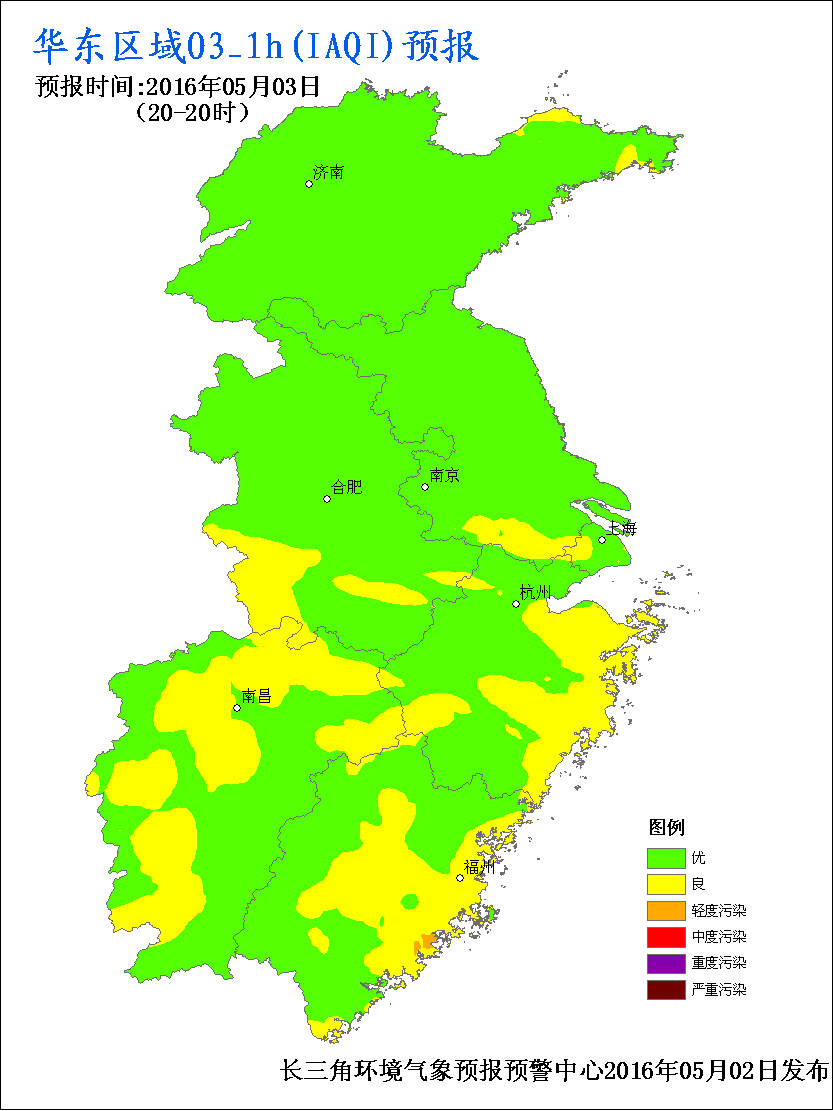 华东区域O3_1h(IAQI)预报
预报时间:2016年05月03日
(20-20时)
济南
南京
合肥
上海
杭州
南昌
福州
图例
优
良
轻度污染
中度污染
重度污染
严重污染
长三角环境气象预报预警中心2016年05月02日发布